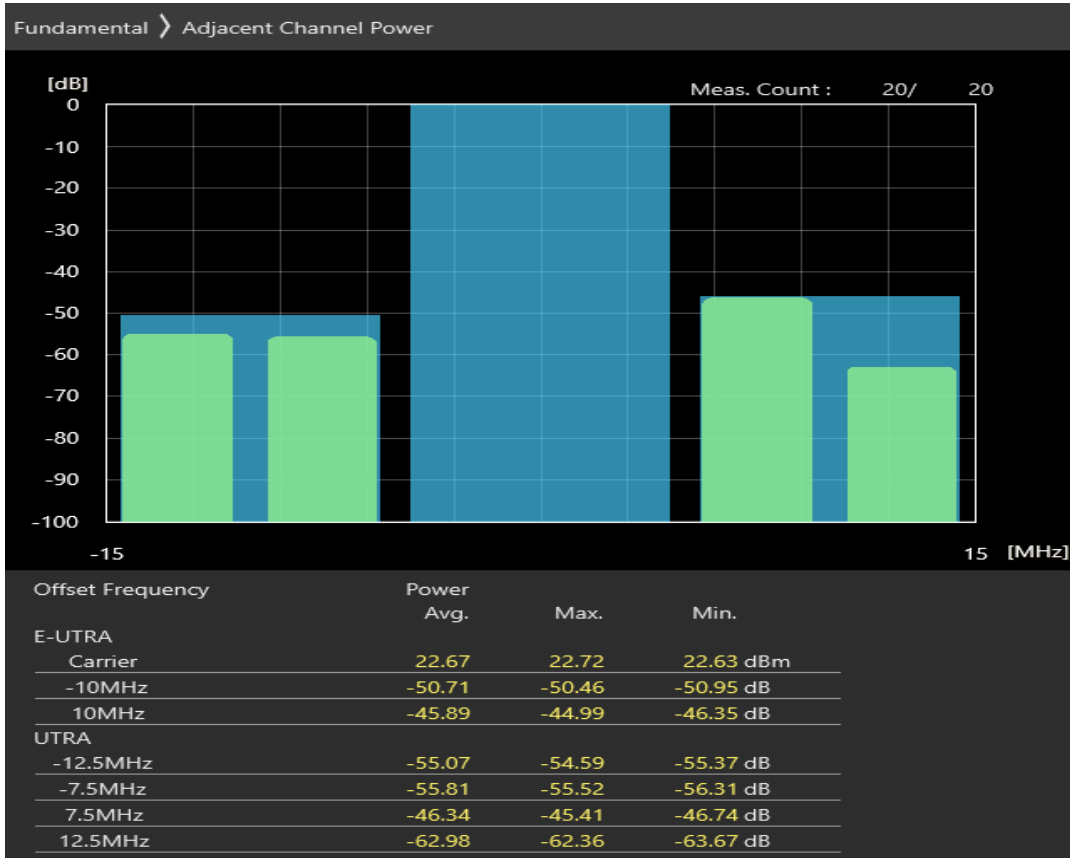 Fundamental ❯ Adjacent Channel Power
[dB]
Meas. Count : 20/ 20
0
-10
-20
-30
-40
-50
-60
-70
-80
-90
-100
-15 15 [MHz]
Offset Frequency Power
Avg. Max. Min.
E-UTRA
Carrier 22.67 22.72 22.63 dBm
-10MHz -50.71 -50.46 -50.95 dB
10MHz -45.89 -44.99 -46.35 dB
UTRA
-12.5MHz -55.07 -54.59 -55.37 dB
-7.5MHz -55.81 -55.52 -56.31 dB
7.5MHz -46.34 -45.41 -46.74 dB
12.5MHz -62.98 -62.36 -63.67 dB